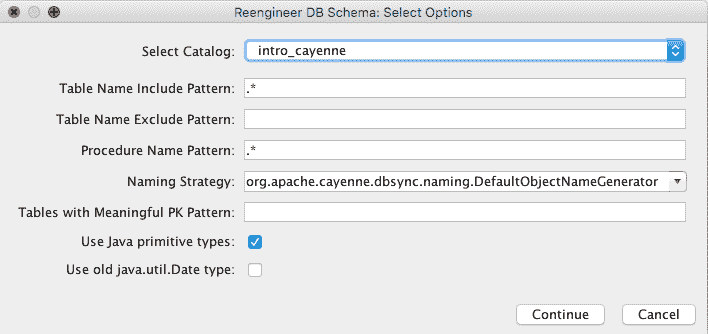 Reengineer DB Schema: Select Options
Select Catalog: intro_cayenne
Table Name Include Pattern: .*
Table Name Exclude Pattern:
Procedure Name Pattern: .*
Naming Strategy: org.apache.cayenne.dbsync.naming.DefaultObjectNameGenerator
Tables with Meaningful PK Pattern:
Use Java primitive types:
Use old java.util.Date type:
Continue Cancel